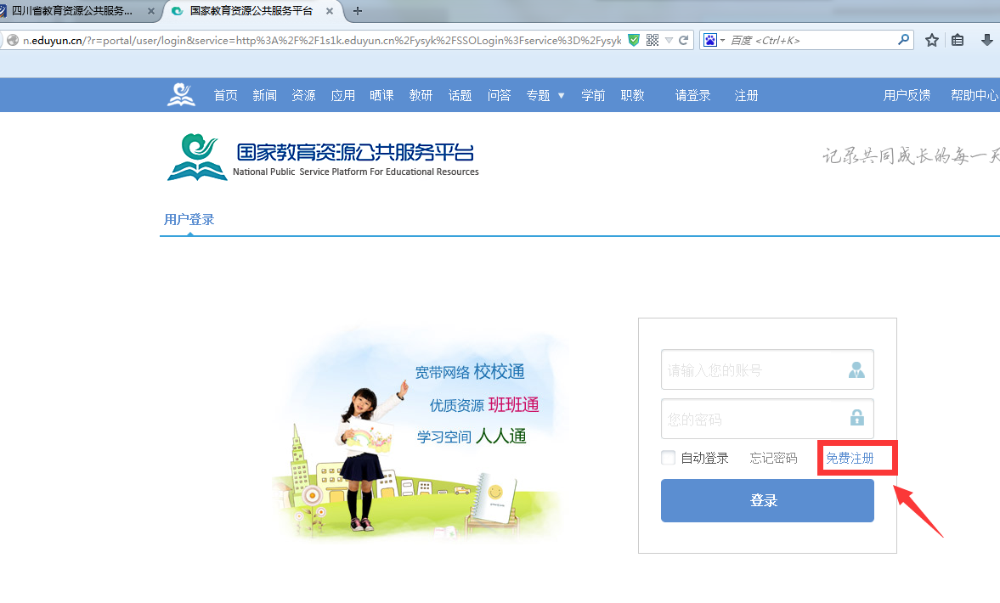 四川省教育资源公共服务...
国家教育资源公共服务平台
n.eduyun.cn/?r=portal/user/login&service=http%3A%2F%2F1s1k.eduyun.cn%2Fysyk%2FSSOLogin%3Fservice%3D%2Fysyk
百度 <Ctrl+K>
首页 新闻 资源 应用 晒课 教研 话题 问答 专题 ▼ 学前 职教 请登录 注册 用户反馈 帮助中心
国家教育资源公共服务平台
National Public Service Platform For Educational Resources
记录共同成长的每一天
用户登录
宽带网络 校校通
优质资源 班班通
学习空间 人人通
请输入您的账号
您的密码
自动登录 忘记密码 免费注册
登录